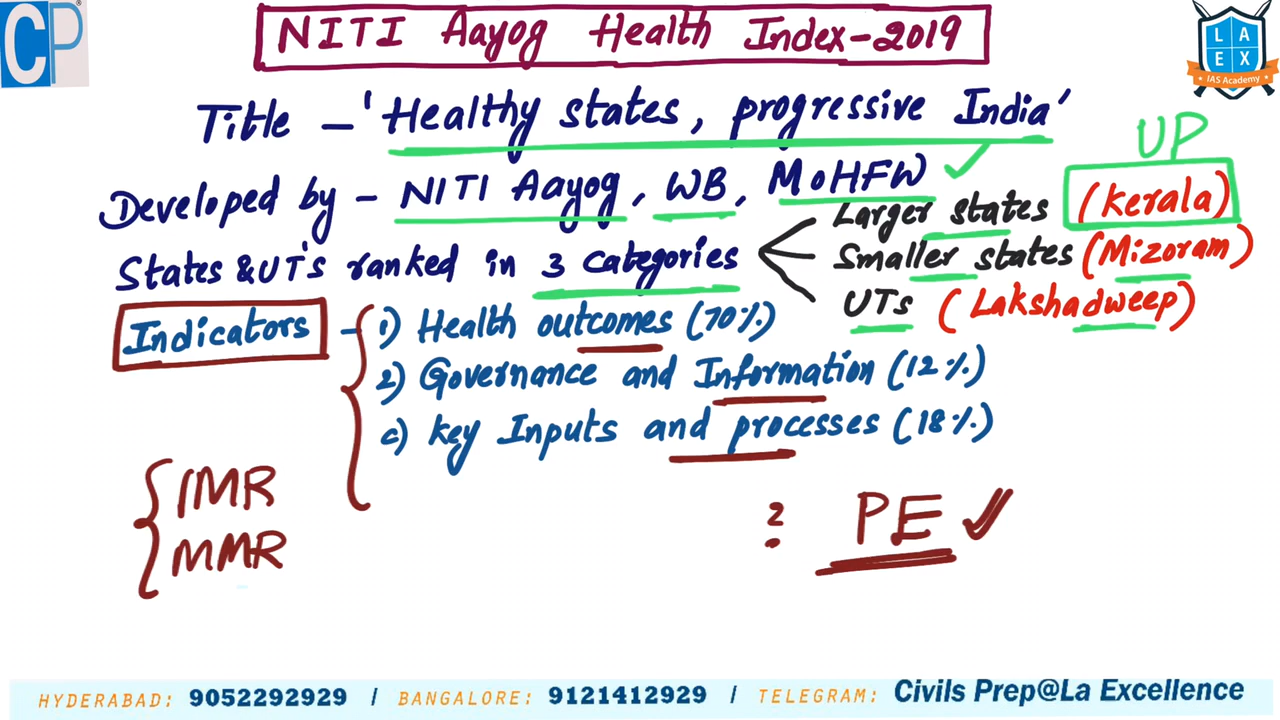 CP
NITI Aayog Health Index-2019
LAEX
IAS Academy
Title - 'Healthy states, progressive India'
UP
Developed by - NITI Aayog, WB, MoHFW
Larger states (Kerala)
States & UT's ranked in 3 categories
Smaller states (Mizoram)
UTs (Lakshadweep)
Indicators - 1) Health outcomes (70%)
2) Governance and Information (12%)
c) Key Inputs and processes (18%)
IMR
MMR
? PE
HYDERABAD: 9052292929 / BANGALORE: 9121412929 / TELEGRAM: Civils Prep@La Excellence